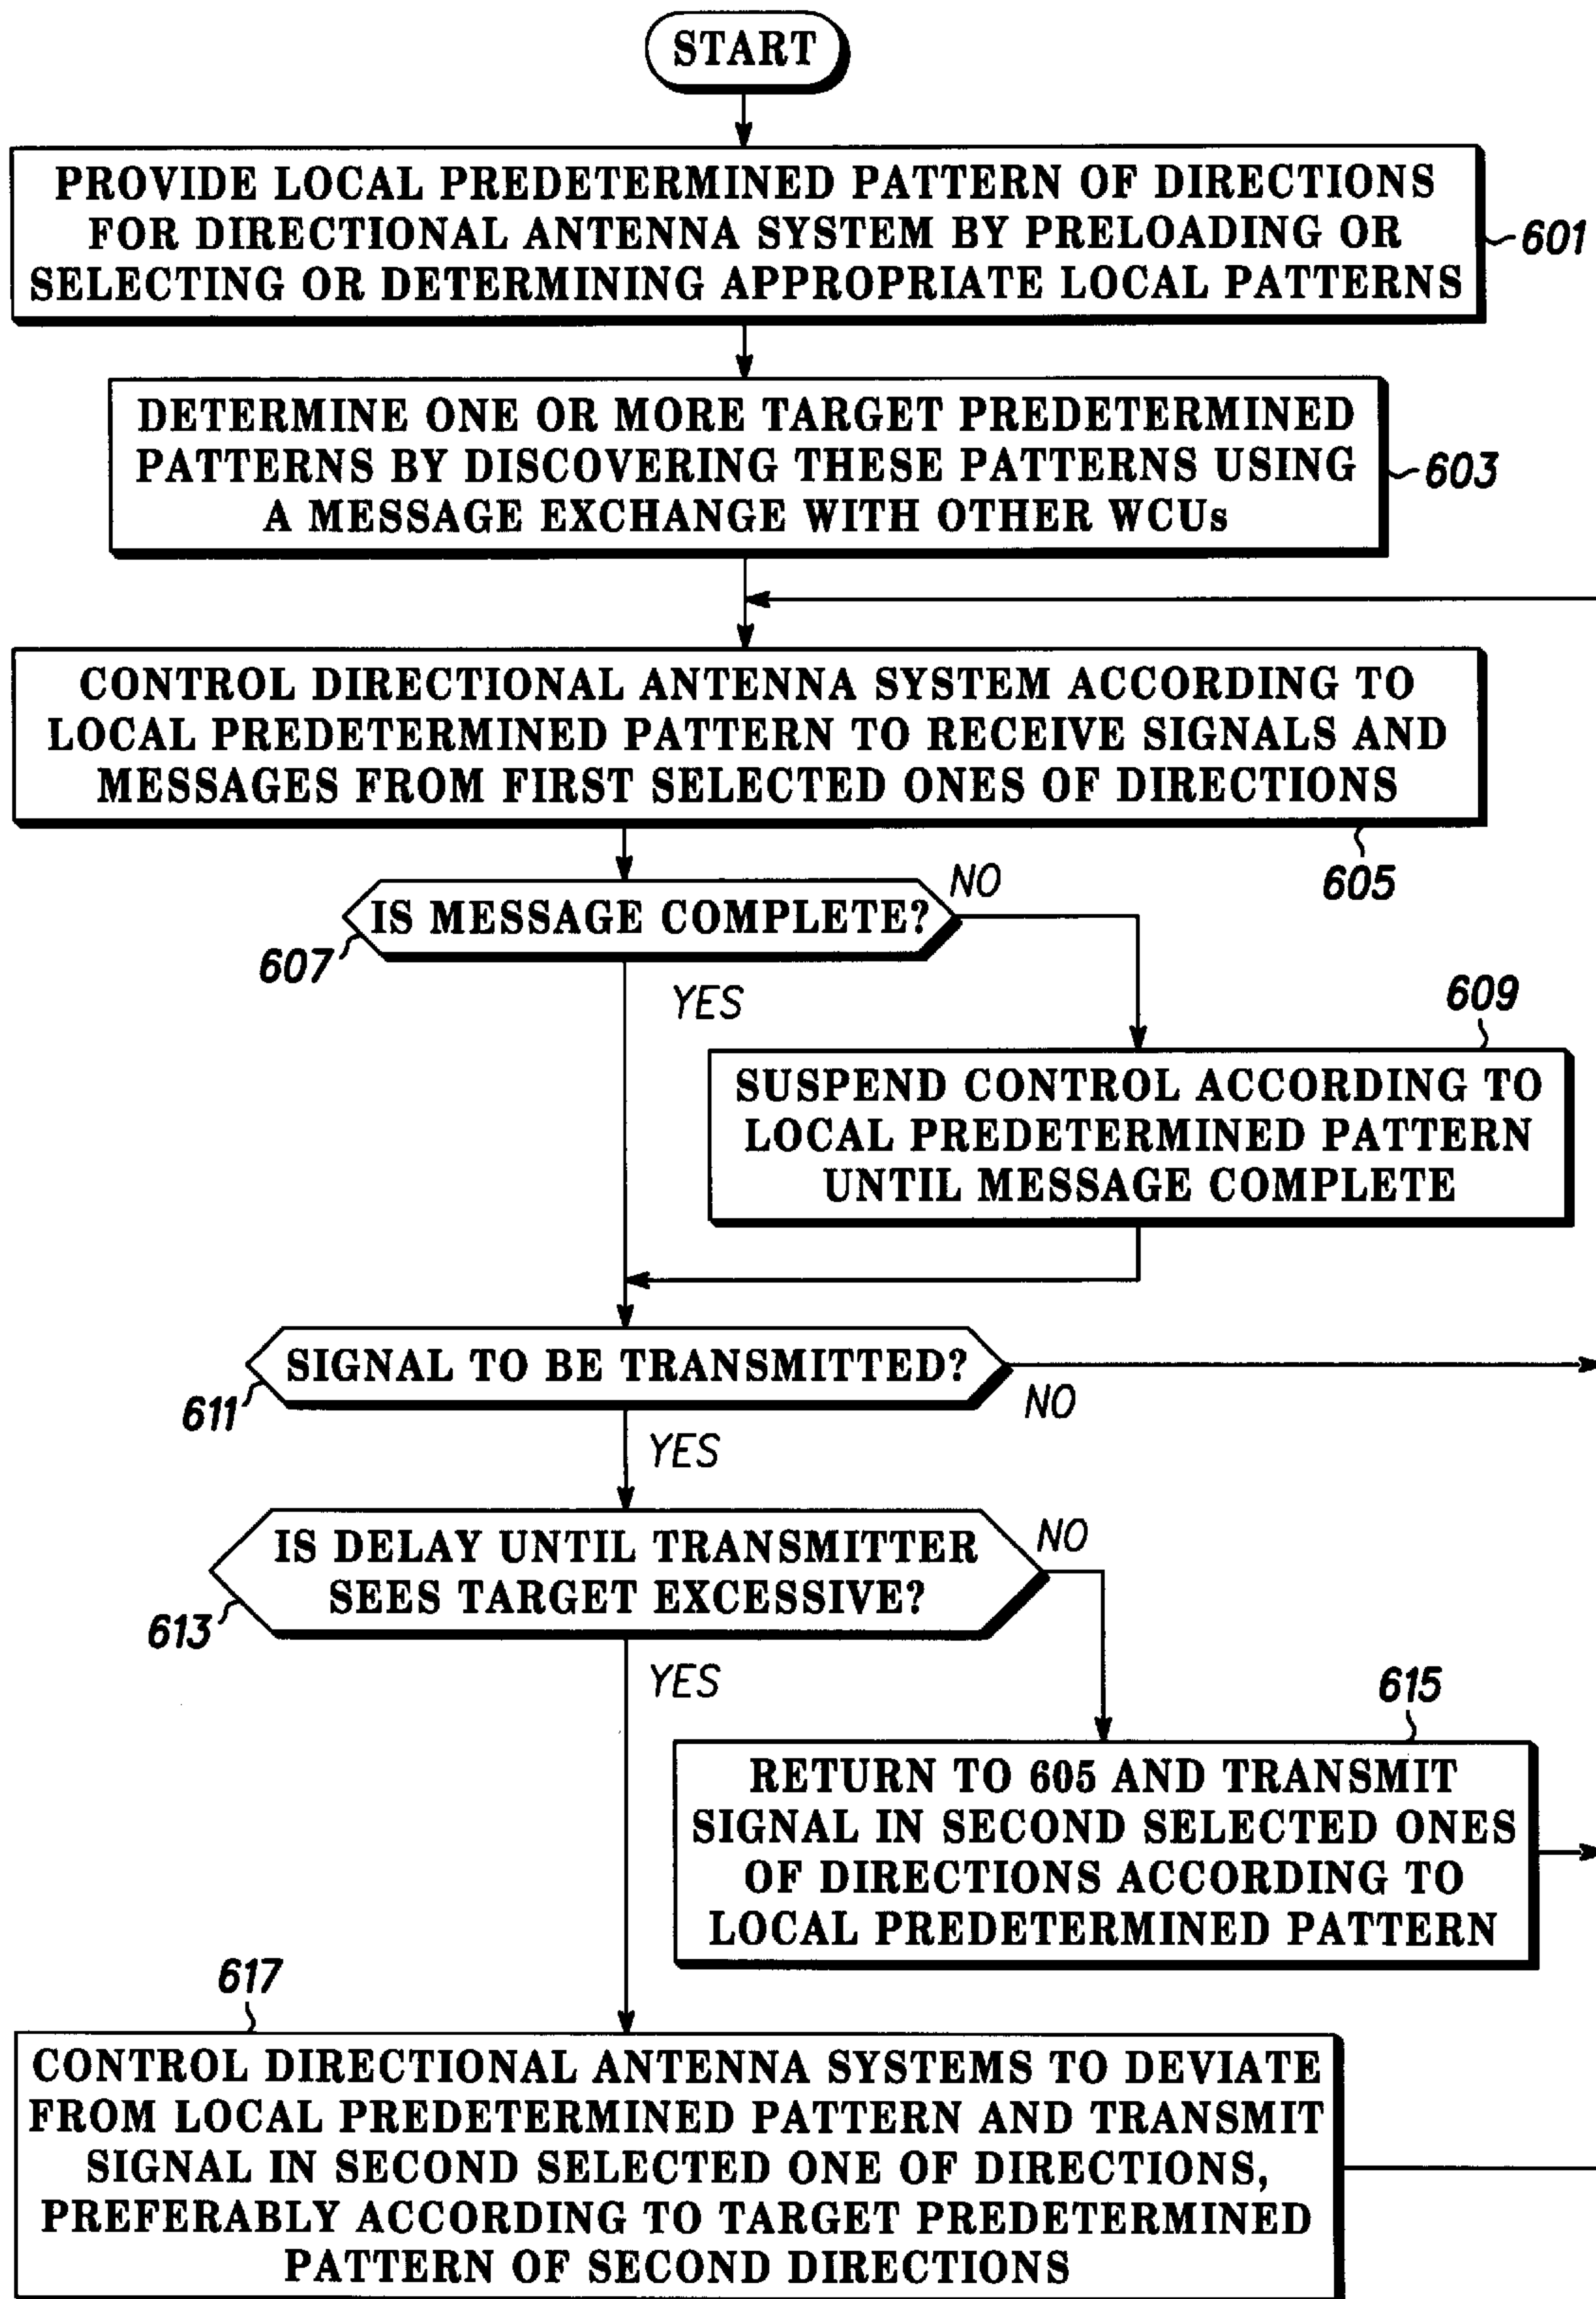 START
PROVIDE LOCAL PREDETERMINED PATTERN OF DIRECTIONS
FOR DIRECTIONAL ANTENNA SYSTEM BY PRELOADING OR
SELECTING OR DETERMINING APPROPRIATE LOCAL PATTERNS
601
DETERMINE ONE OR MORE TARGET PREDETERMINED
PATTERNS BY DISCOVERING THESE PATTERNS USING
A MESSAGE EXCHANGE WITH OTHER WCUs
603
CONTROL DIRECTIONAL ANTENNA SYSTEM ACCORDING TO
LOCAL PREDETERMINED PATTERN TO RECEIVE SIGNALS AND
MESSAGES FROM FIRST SELECTED ONES OF DIRECTIONS
605
IS MESSAGE COMPLETE?
NO
607
YES
609
SUSPEND CONTROL ACCORDING TO
LOCAL PREDETERMINED PATTERN
UNTIL MESSAGE COMPLETE
SIGNAL TO BE TRANSMITTED?
611
NO
YES
IS DELAY UNTIL TRANSMITTER
SEES TARGET EXCESSIVE?
NO
613
YES
615
RETURN TO 605 AND TRANSMIT
SIGNAL IN SECOND SELECTED ONES
OF DIRECTIONS ACCORDING TO
LOCAL PREDETERMINED PATTERN
617
CONTROL DIRECTIONAL ANTENNA SYSTEMS TO DEVIATE
FROM LOCAL PREDETERMINED PATTERN AND TRANSMIT
SIGNAL IN SECOND SELECTED ONE OF DIRECTIONS,
PREFERABLY ACCORDING TO TARGET PREDETERMINED
PATTERN OF SECOND DIRECTIONS